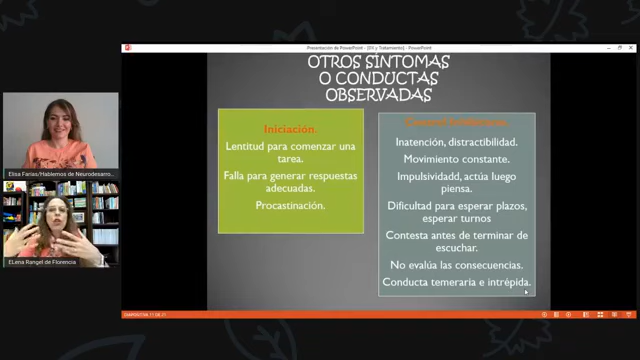 Presentación de PowerPoint - [DX y Tratamiento] - PowerPoint
OTROS SÍNTOMAS
O CONDUCTAS
OBSERVADAS
Iniciación.
Lentitud para comenzar una
tarea.
Falla para generar respuestas
adecuadas.
Procastinación.
Inatención, distractibilidad.
Movimiento constante.
Impulsividad, actúa luego
piensa.
Dificultad para esperar plazos,
esperar turnos
Contesta antes de terminar de
escuchar.
No evalúa las consecuencias.
Conducta temeraria e intrépida.
Elisa Farias/Hablemos de Neurodesarro...
ELena Rangel de Florencia